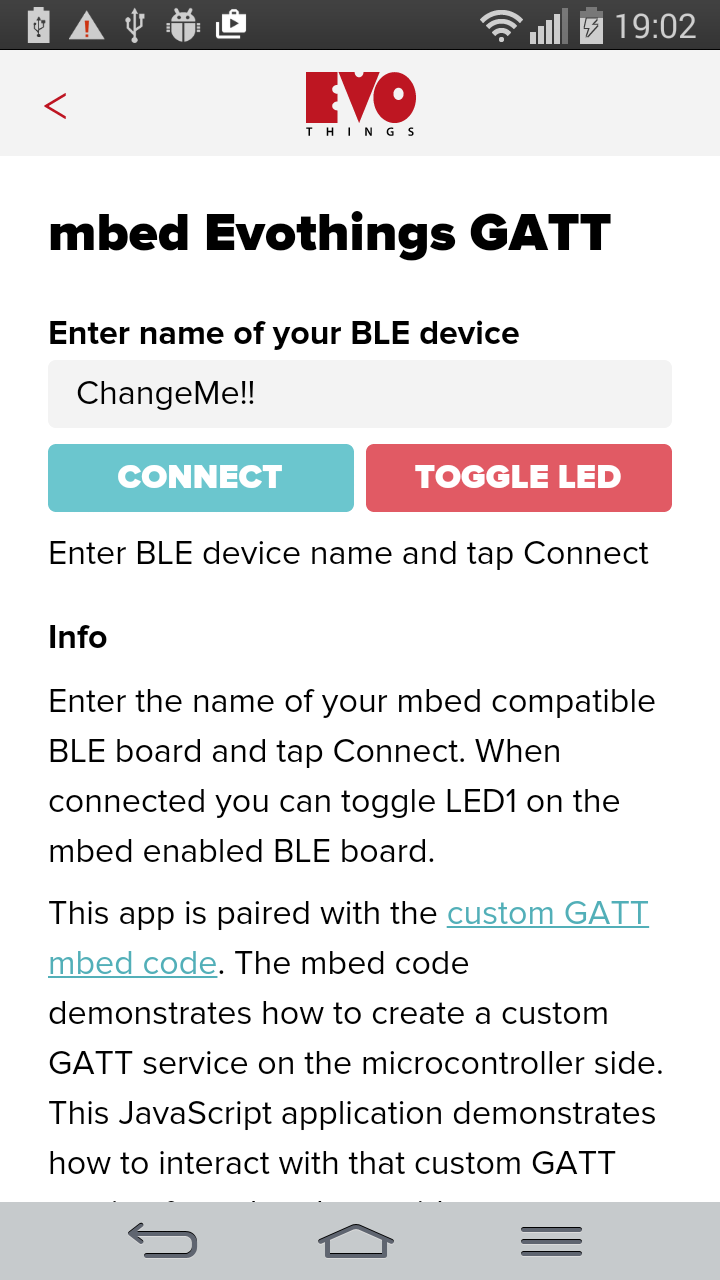 19:02
<
EVO
THINGS
mbed Evothings GATT
Enter name of your BLE device
ChangeMe!!
CONNECT TOGGLE LED
Enter BLE device name and tap Connect
Info
Enter the name of your mbed compatible
BLE board and tap Connect. When
connected you can toggle LED1 on the
mbed enabled BLE board.
This app is paired with the custom GATT
mbed code. The mbed code
demonstrates how to create a custom
GATT service on the microcontroller side.
This JavaScript application demonstrates
how to interact with that custom GATT